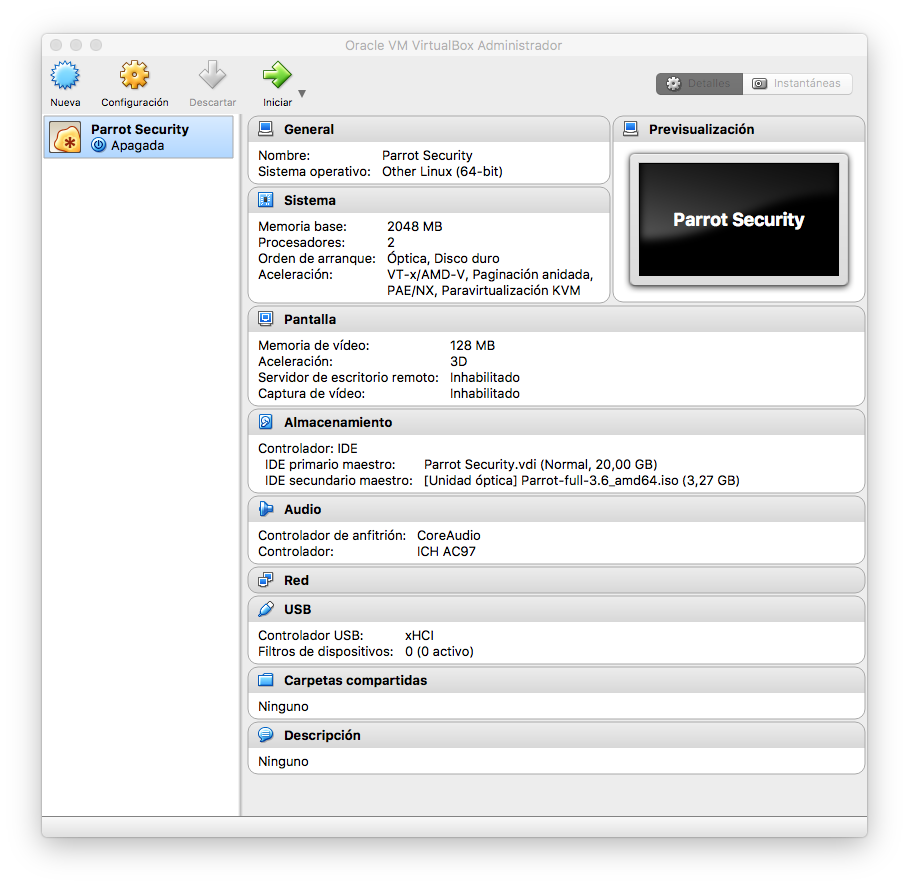 Oracle VM VirtualBox Administrador
Nueva
Configuración
Descartar
Iniciar
Detalles
Instantáneas
Parrot Security
Apagada
General
Nombre: Parrot Security
Sistema operativo: Other Linux (64-bit)
Previsualización
Parrot Security
Sistema
Memoria base: 2048 MB
Procesadores: 2
Orden de arranque: Óptica, Disco duro
Aceleración: VT-x/AMD-V, Paginación anidada,
PAE/NX, Paravirtualización KVM
Pantalla
Memoria de vídeo: 128 MB
Aceleración: 3D
Servidor de escritorio remoto: Inhabilitado
Captura de vídeo: Inhabilitado
Almacenamiento
Controlador: IDE
IDE primario maestro: Parrot Security.vdi (Normal, 20,00 GB)
IDE secundario maestro: [Unidad óptica] Parrot-full-3.6_amd64.iso (3,27 GB)
Audio
Controlador de anfitrión: CoreAudio
Controlador: ICH AC97
Red
USB
Controlador USB: xHCI
Filtros de dispositivos: 0 (0 activo)
Carpetas compartidas
Ninguno
Descripción
Ninguno